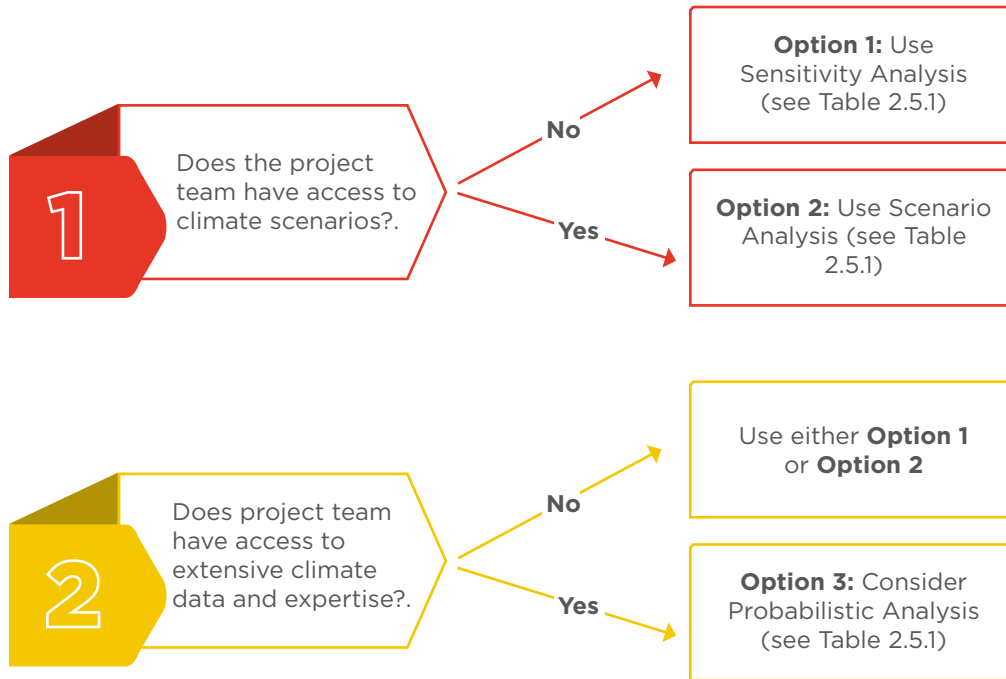 1
Does the project
team have access to
climate scenarios?.
No
Yes
Option 1: Use
Sensitivity Analysis
(see Table 2.5.1)
Option 2: Use Scenario
Analysis (see Table
2.5.1)
2
Does project team
have access to
extensive climate
data and expertise?.
No
Yes
Use either Option 1
or Option 2
Option 3: Consider
Probabilistic Analysis
(see Table 2.5.1)